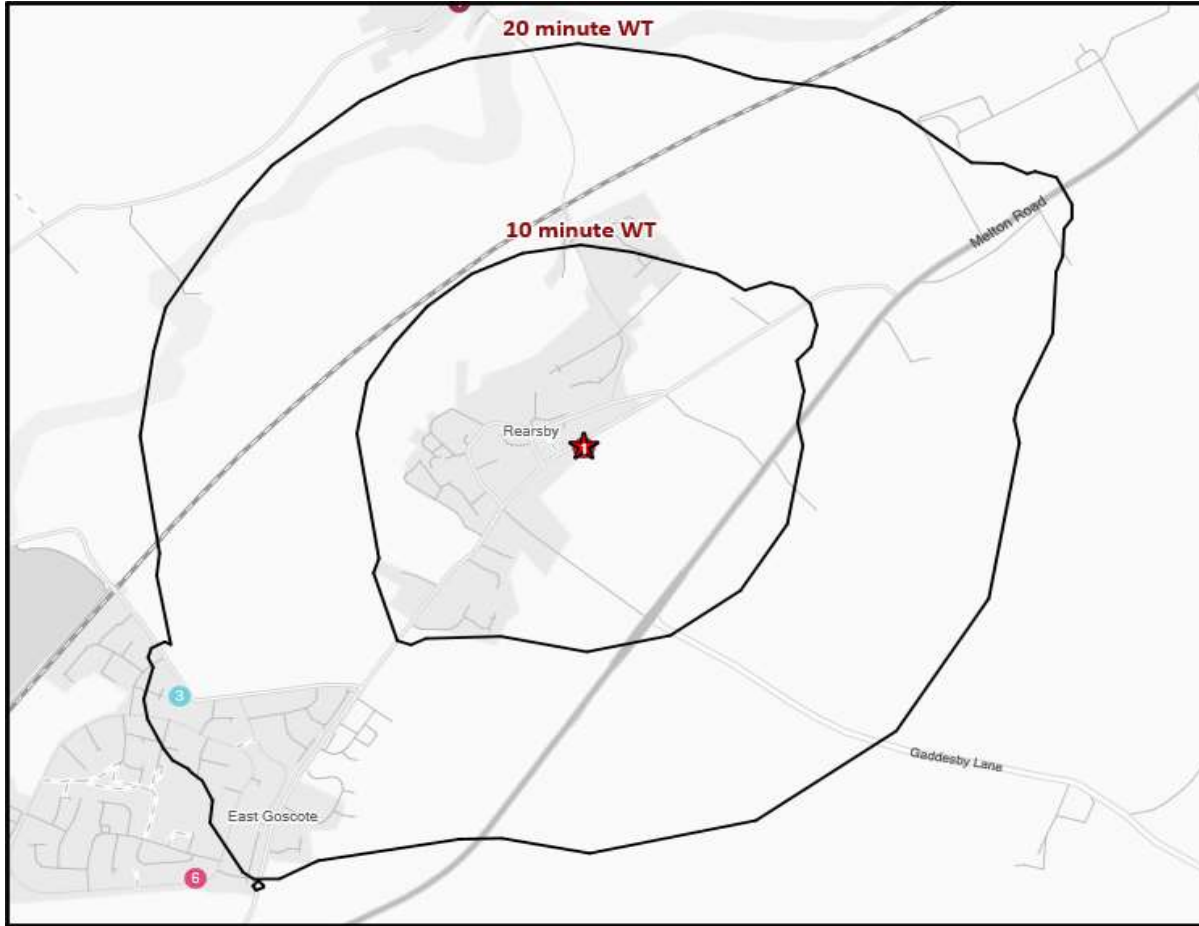 20 minute WT
10 minute WT
Melton Road
Rearsby
1
3
Gaddesby Lane
East Goscote
6